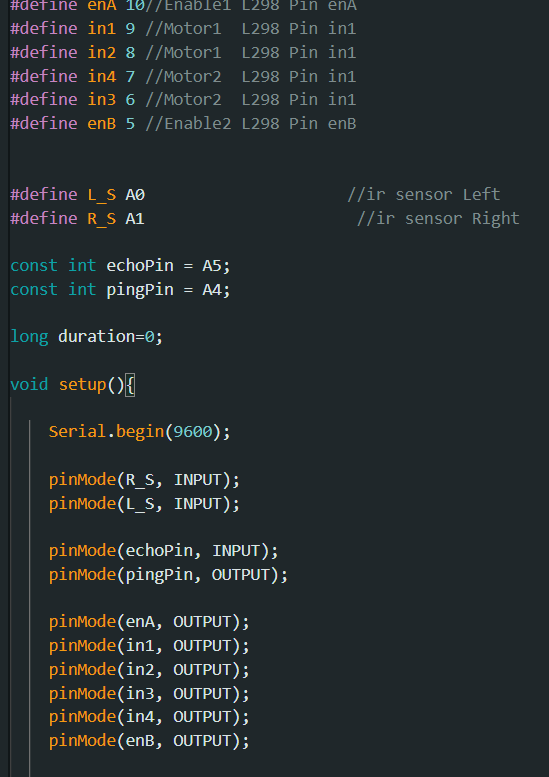 #define enA 10//Enable1 L298 Pin enA
#define in1 9 //Motor1  L298 Pin in1
#define in2 8 //Motor1  L298 Pin in1
#define in4 7 //Motor2  L298 Pin in1
#define in3 6 //Motor2  L298 Pin in1
#define enB 5 //Enable2 L298 Pin enB
#define L_S A0                     //ir sensor Left
#define R_S A1                      //ir sensor Right
const int echoPin = A5;
const int pingPin = A4;
long duration=0;
void setup(){
    Serial.begin(9600);
    pinMode(R_S, INPUT);
    pinMode(L_S, INPUT);
    pinMode(echoPin, INPUT);
    pinMode(pingPin, OUTPUT);
    pinMode(enA, OUTPUT);
    pinMode(in1, OUTPUT);
    pinMode(in2, OUTPUT);
    pinMode(in3, OUTPUT);
    pinMode(in4, OUTPUT);
    pinMode(enB, OUTPUT);